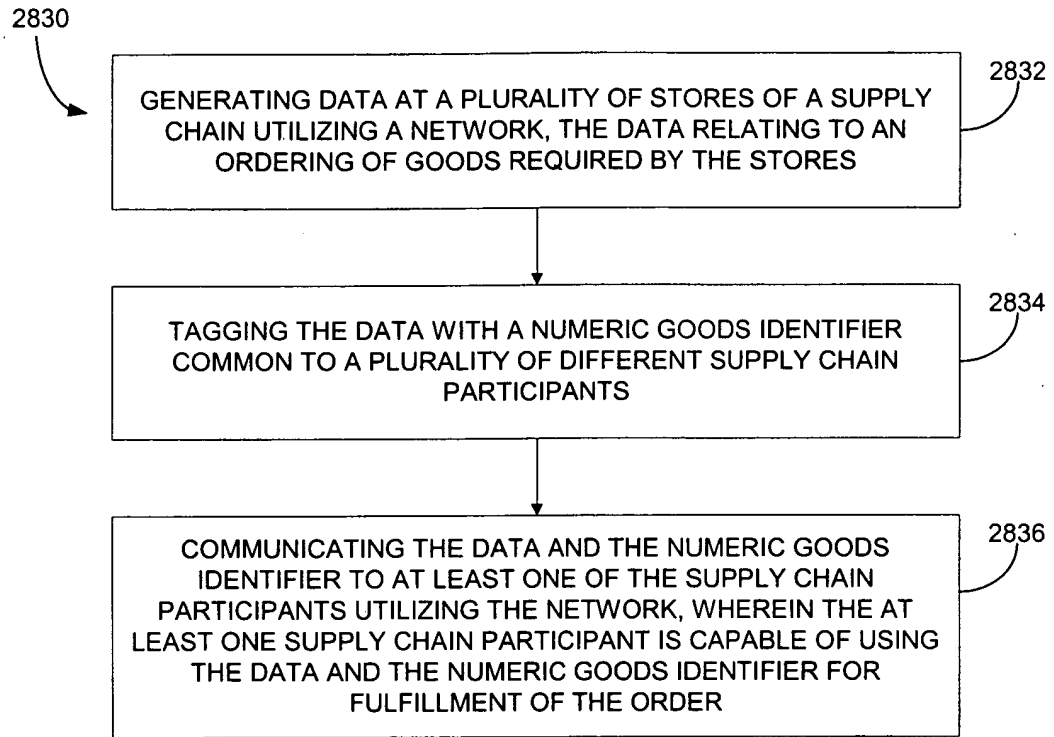 2830
2832
GENERATING DATA AT A PLURALITY OF STORES OF A SUPPLY
CHAIN UTILIZING A NETWORK, THE DATA RELATING TO AN
ORDERING OF GOODS REQUIRED BY THE STORES
2834
TAGGING THE DATA WITH A NUMERIC GOODS IDENTIFIER
COMMON TO A PLURALITY OF DIFFERENT SUPPLY CHAIN
PARTICIPANTS
2836
COMMUNICATING THE DATA AND THE NUMERIC GOODS
IDENTIFIER TO AT LEAST ONE OF THE SUPPLY CHAIN
PARTICIPANTS UTILIZING THE NETWORK, WHEREIN THE AT
LEAST ONE SUPPLY CHAIN PARTICIPANT IS CAPABLE OF USING
THE DATA AND THE NUMERIC GOODS IDENTIFIER FOR
FULFILLMENT OF THE ORDER